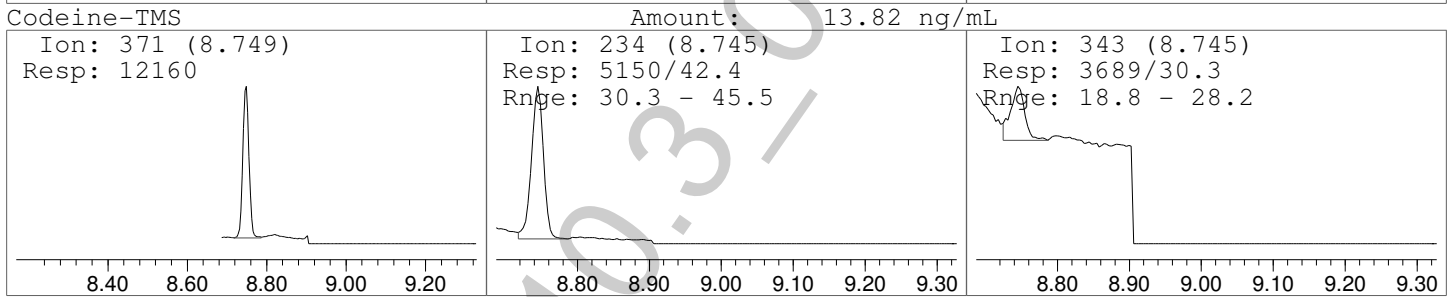 Codeine-TMS Amount: 13.82 ng/mL
Ion: 371 (8.749)
Resp: 12160
Ion: 234 (8.745)
Resp: 5150/42.4
Rnge: 30.3 - 45.5
Ion: 343 (8.745)
Resp: 3689/30.3
Rnge: 18.8 - 28.2
8.40 8.60 8.80 9.00 9.20
8.80 8.90 9.00 9.10 9.20 9.30
8.80 8.90 9.00 9.10 9.20 9.30